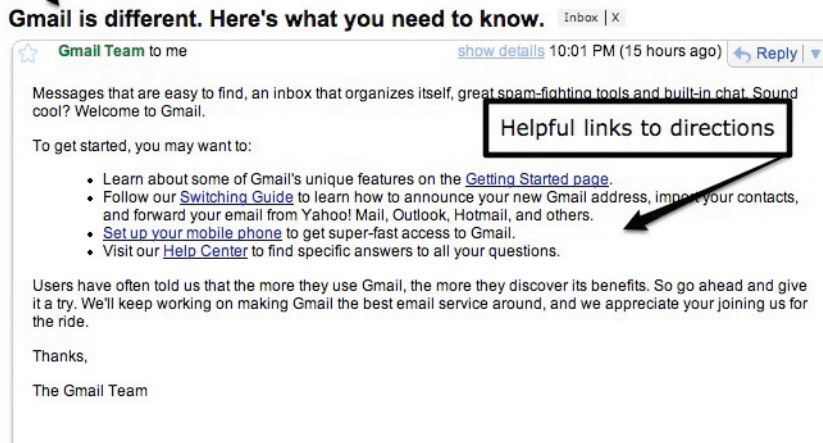 Gmail is different. Here's what you need to know. Inbox | X
Gmail Team to me show details 10:01 PM (15 hours ago) Reply
Messages that are easy to find, an inbox that organizes itself, great spam-fighting tools and built-in chat. Sound
cool? Welcome to Gmail.
Helpful links to directions
To get started, you may want to:
• Learn about some of Gmail's unique features on the Getting Started page.
• Follow our Switching Guide to learn how to announce your new Gmail address, import your contacts,
and forward your email from Yahoo! Mail, Outlook, Hotmail, and others.
• Set up your mobile phone to get super-fast access to Gmail.
• Visit our Help Center to find specific answers to all your questions.
Users have often told us that the more they use Gmail, the more they discover its benefits. So go ahead and give
it a try. We'll keep working on making Gmail the best email service around, and we appreciate your joining us for
the ride.
Thanks,
The Gmail Team